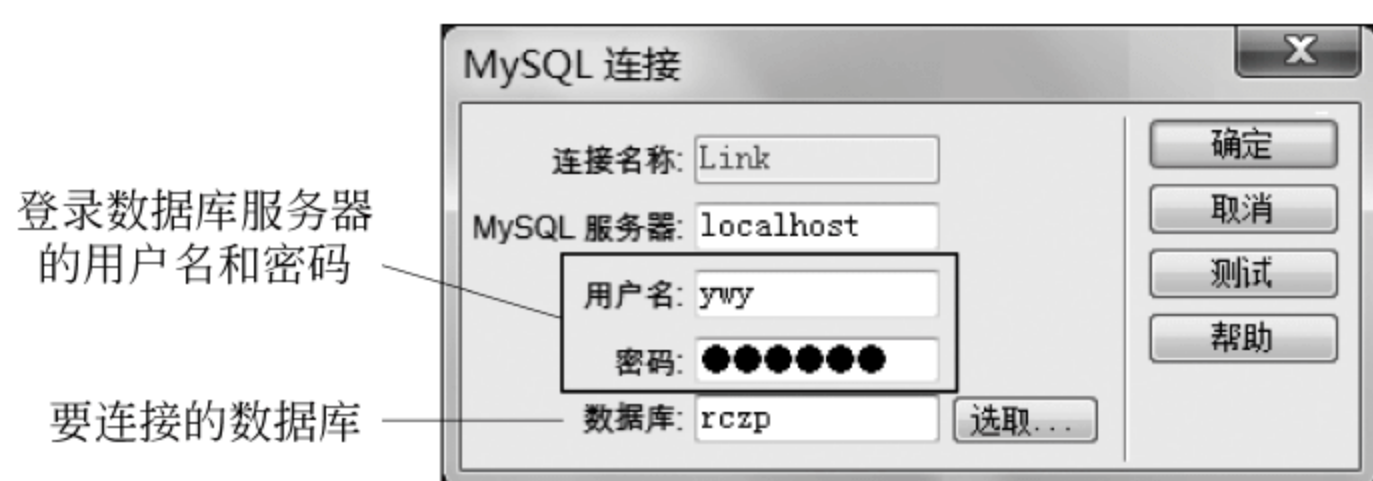 MySQL 连接
连接名称: Link
确定
登录数据库服务器
的用户名和密码
MySQL 服务器: localhost
取消
用户名: ywy
测试
密码: ●●●●●●
帮助
要连接的数据库
数据库: rczp
选取...